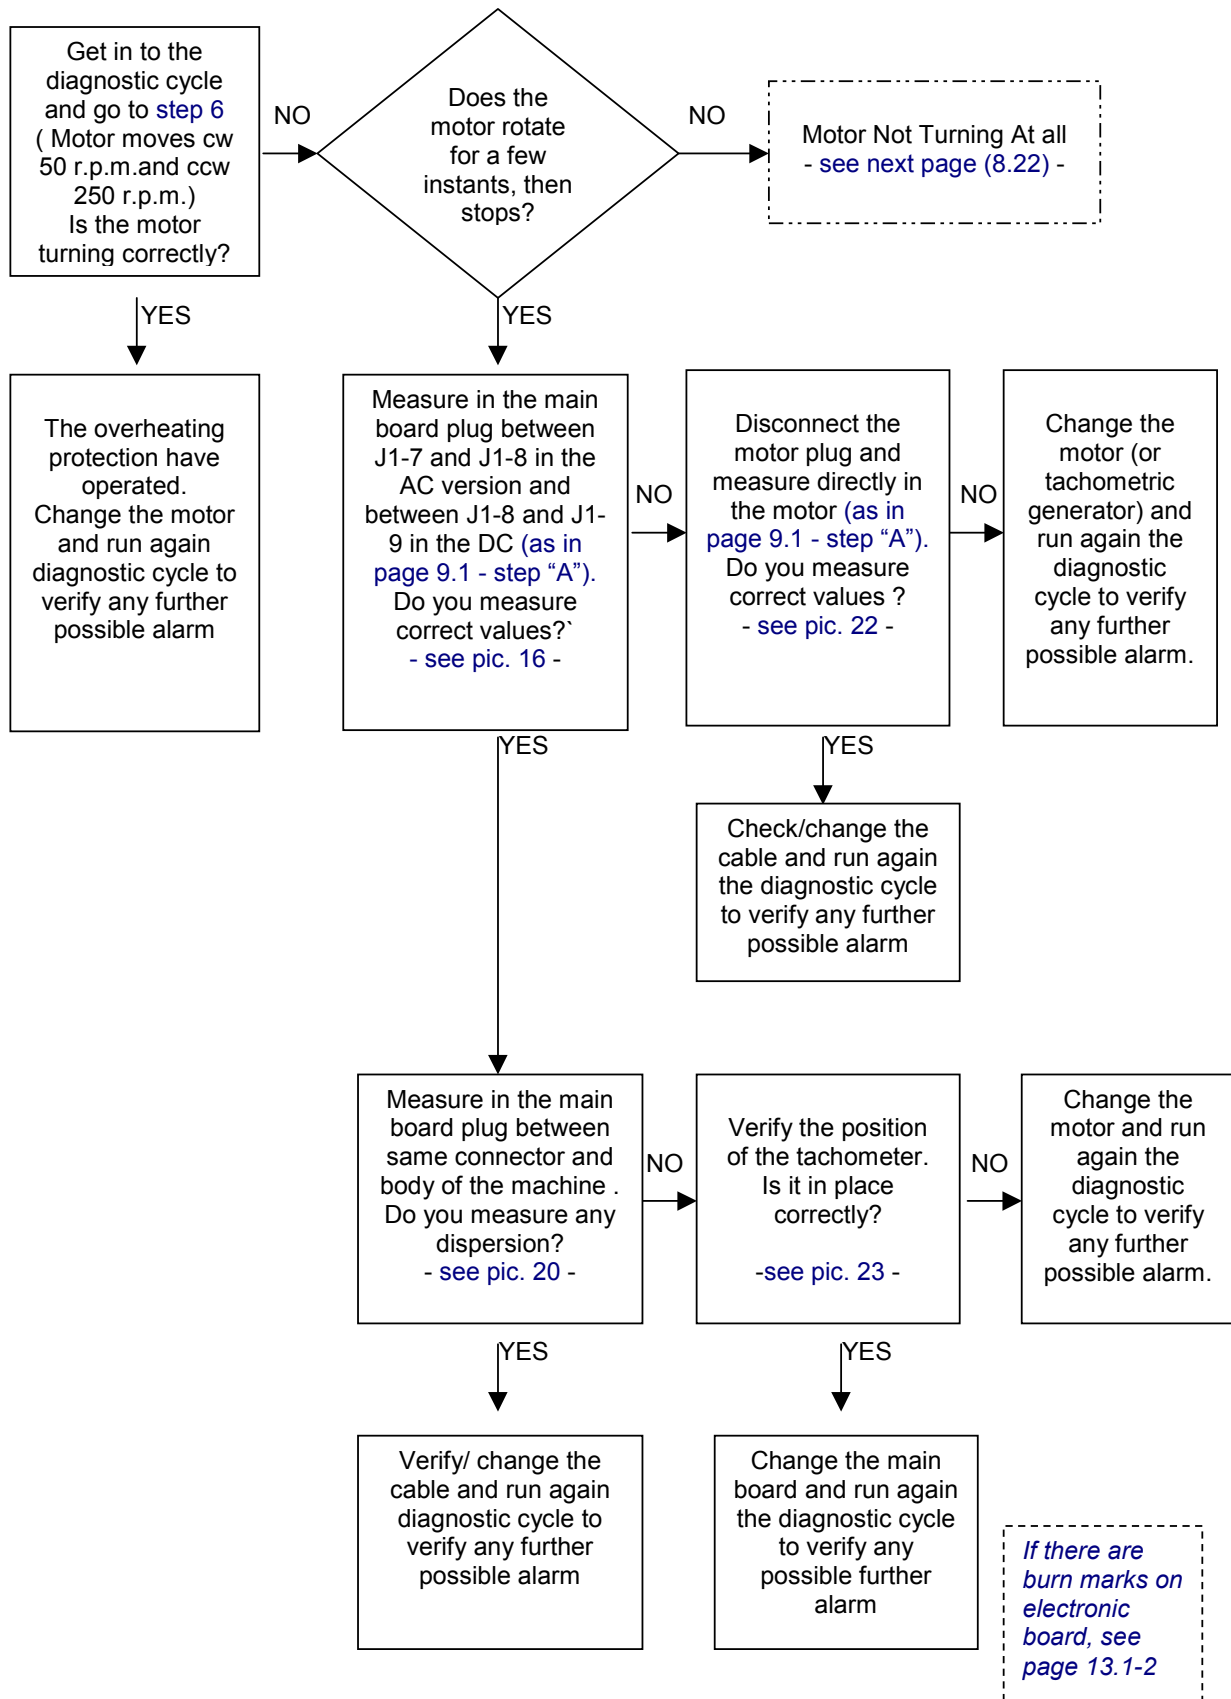 Get in to the
diagnostic cycle
and go to step 6
( Motor moves cw
50 r.p.m.and ccw
250 r.p.m.)
Is the motor
turning correctly?
NO
Does the
motor rotate
for a few
instants, then
stops?
NO
Motor Not Turning At all
- see next page (8.22) -
YES
YES
The overheating
protection have
operated.
Change the motor
and run again
diagnostic cycle to
verify any further
possible alarm
Measure in the main
board plug between
J1-7 and J1-8 in the
AC version and
between J1-8 and J1-
9 in the DC (as in
page 9.1 - step “A”).
Do you measure
correct values?`
- see pic. 16 -
NO
Disconnect the
motor plug and
measure directly in
the motor (as in
page 9.1 - step “A”).
Do you measure
correct values ?
- see pic. 22 -
NO
Change the
motor (or
tachometric
generator) and
run again the
diagnostic
cycle to verify
any further
possible alarm.
YES
YES
Check/change the
cable and run again
the diagnostic cycle
to verify any further
possible alarm
Measure in the main
board plug between
same connector and
body of the machine .
Do you measure any
dispersion?
- see pic. 20 -
NO
Verify the position
of the tachometer.
Is it in place
correctly?
-see pic. 23 -
NO
Change the
motor and run
again the
diagnostic
cycle to verify
any further
possible alarm.
YES
YES
Verify/ change the
cable and run again
diagnostic cycle to
verify any further
possible alarm
Change the main
board and run again
the diagnostic cycle
to verify any
possible further
alarm
If there are
burn marks on
electronic
board, see
page 13.1-2